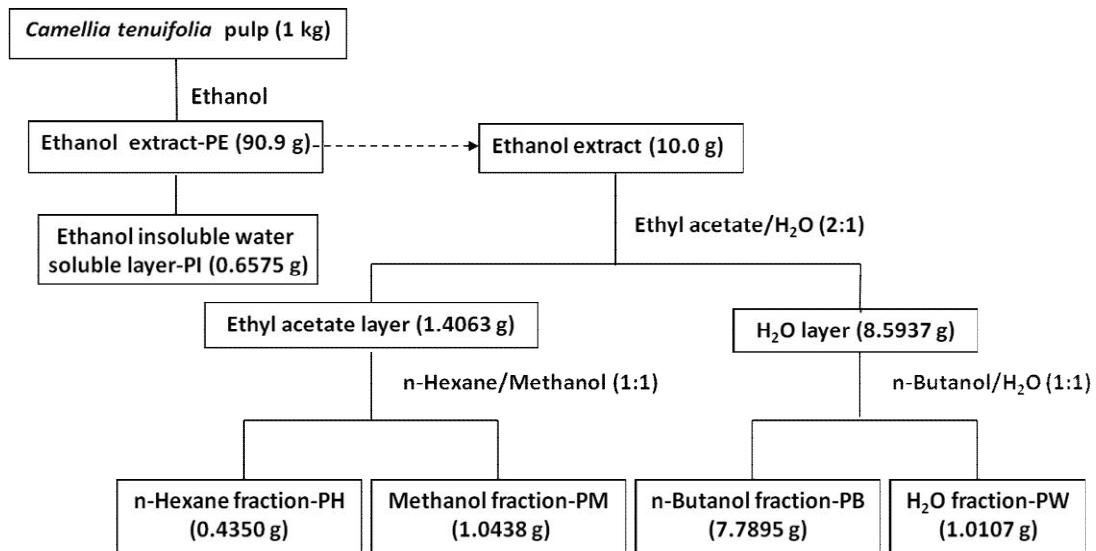 Camellia tenuifolia pulp (1 kg)
Ethanol
Ethanol extract-PE (90.9 g)
Ethanol extract (10.0 g)
Ethanol insoluble water
soluble layer-PI (0.6575 g)
Ethyl acetate/H₂O (2:1)
Ethyl acetate layer (1.4063 g)
H₂O layer (8.5937 g)
n-Hexane/Methanol (1:1)
n-Butanol/H₂O (1:1)
n-Hexane fraction-PH
(0.4350 g)
Methanol fraction-PM
(1.0438 g)
n-Butanol fraction-PB
(7.7895 g)
H₂O fraction-PW
(1.0107 g)